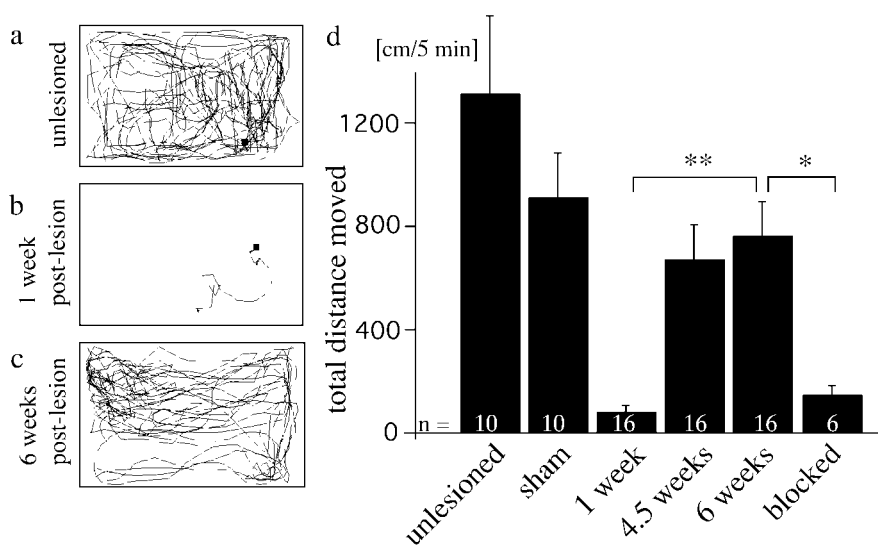 a
unlesioned
b
1 week
post-lesion
c
6 weeks
post-lesion
d
[cm/5 min]
total distance moved
1200
800
400
0
** *
n = 10 10 16 16 16 6
unlesioned
sham
1 week
4.5 weeks
6 weeks
blocked